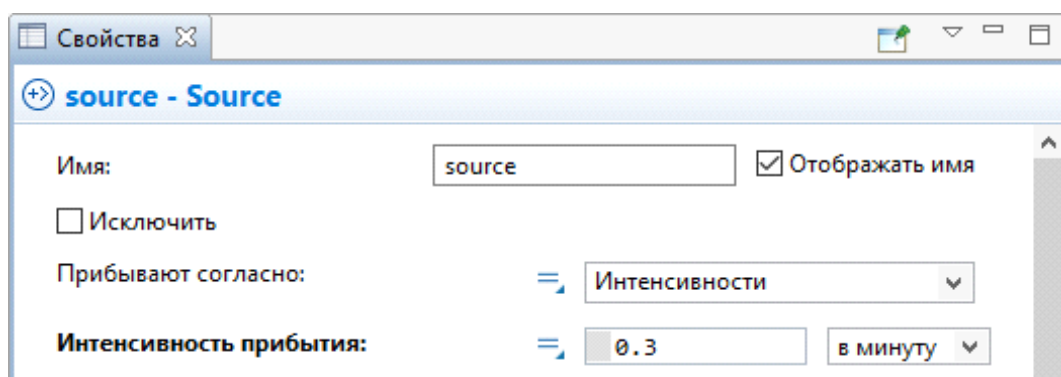 Свойства
source - Source
Имя: source Отображать имя
Исключить
Прибывают согласно: Интенсивности
Интенсивность прибытия: 0.3 в минуту